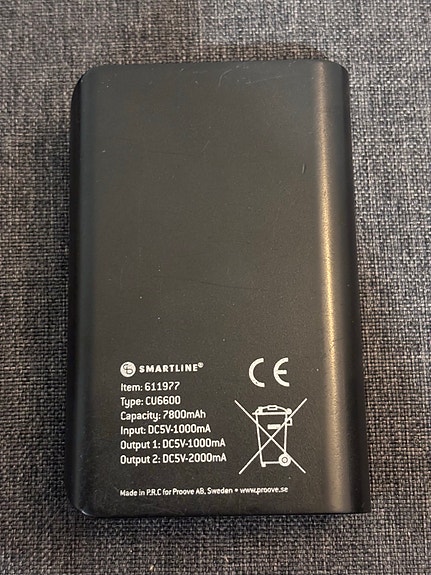 SMARTLINE®
CE
Item: 611977
Type: CU6600
Capacity: 7800mAh
Input: DC5V-1000mA
Output 1: DC5V-1000mA
Output 2: DC5V-2000mA
Made in P.R.C for Proove AB, Sweden • www.proove.se